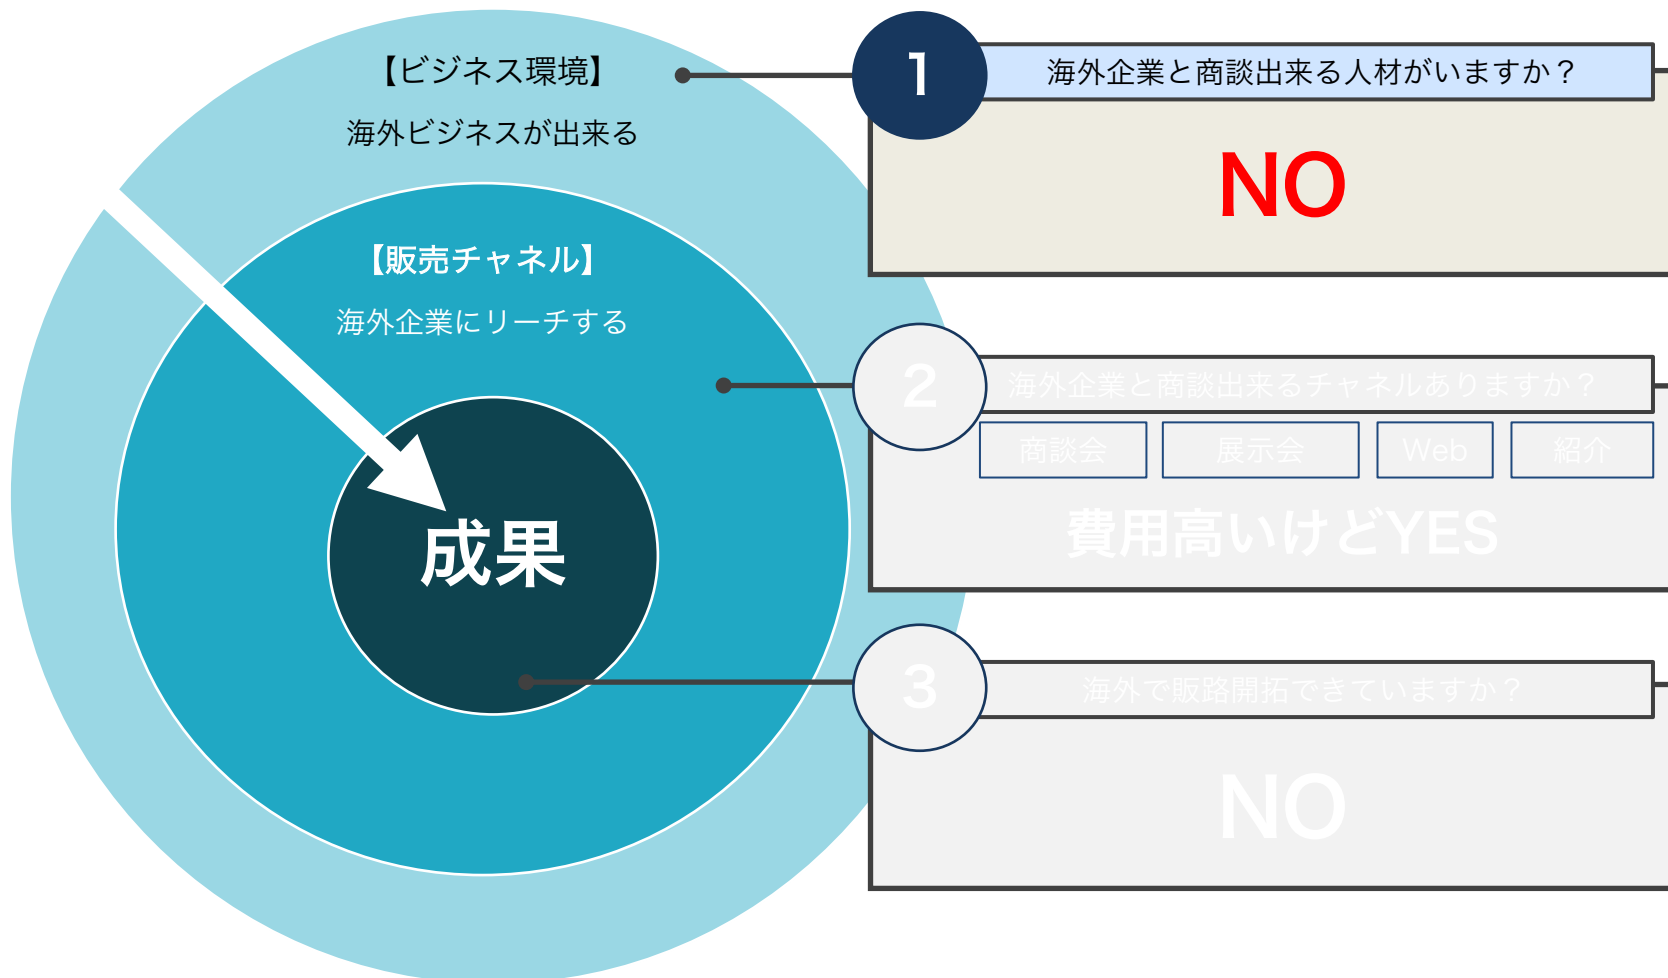 【ビジネス環境】
海外ビジネスが出来る
【販売チャネル】
海外企業にリーチする
成果
1
海外企業と商談出来る人材がいますか？
NO
2
海外企業と商談出来るチャネルありますか？
商談会
展示会
Web
紹介
費用高いけどYES
3
海外で販路開拓できていますか？
NO